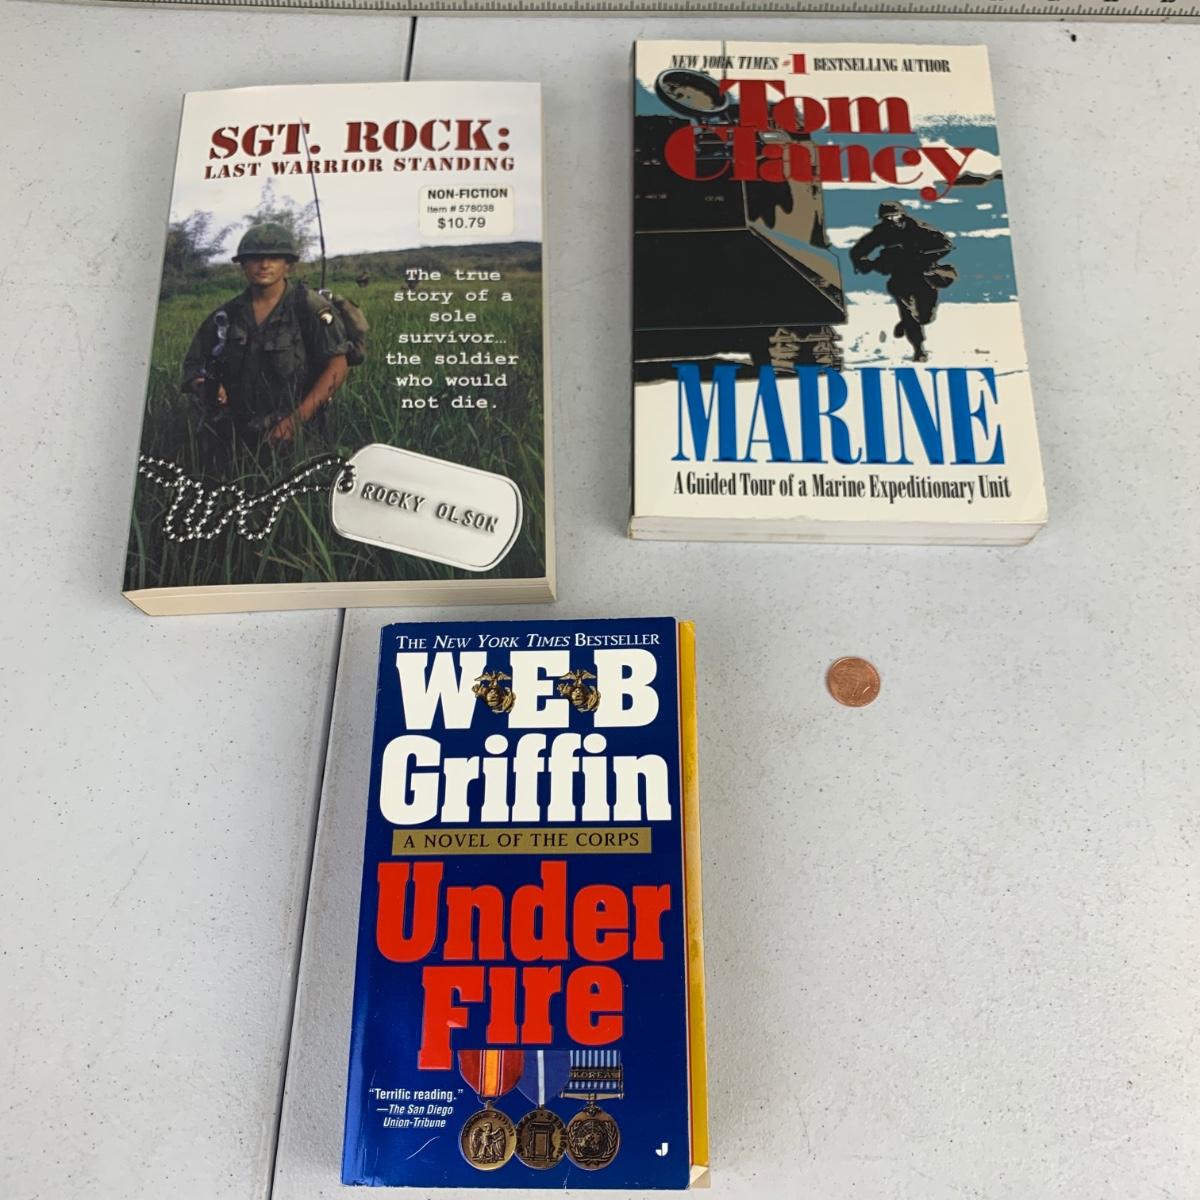 SGT. ROCK:
LAST WARRIOR STANDING
NON-FICTION
Item # 578038
$10.79
The true
story of a
sole
survivor...
the soldier
who would
not die.
ROCKY OLSON
NEW YORK TIMES #1 BESTSELLING AUTHOR
Tom
Clancy
MARINE
A Guided Tour of a Marine Expeditionary Unit
THE NEW YORK TIMES BESTSELLER
W·E·B
Griffin
A NOVEL OF THE CORPS
Under
Fire
KOREA
"Terrific reading."
—The San Diego
Union-Tribune
J